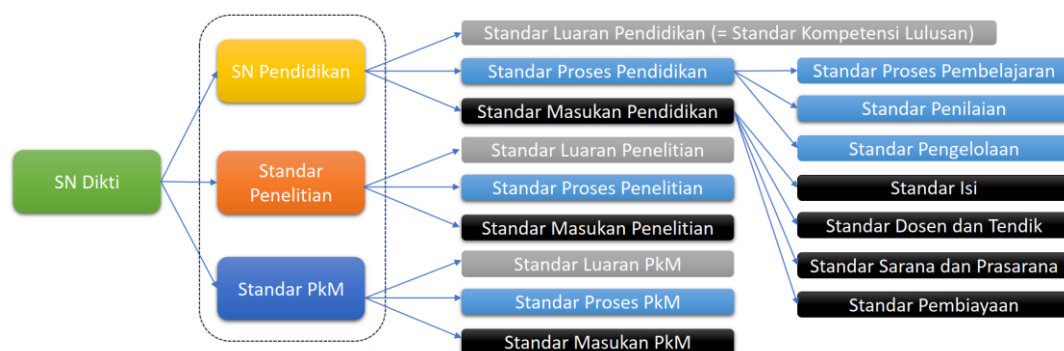 SN Dikti
SN Pendidikan
Standar
Penelitian
Standar PkM
Standar Luaran Pendidikan (= Standar Kompetensi Lulusan)
Standar Proses Pendidikan
Standar Masukan Pendidikan
Standar Luaran Penelitian
Standar Proses Penelitian
Standar Masukan Penelitian
Standar Luaran PkM
Standar Proses PkM
Standar Masukan PkM
Standar Proses Pembelajaran
Standar Penilaian
Standar Pengelolaan
Standar Isi
Standar Dosen dan Tendik
Standar Sarana dan Prasarana
Standar Pembiayaan